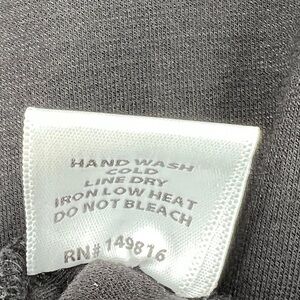 HAND WASH
COLD
LINE DRY
IRON LOW HEAT
DO NOT BLEACH
RN# 149816